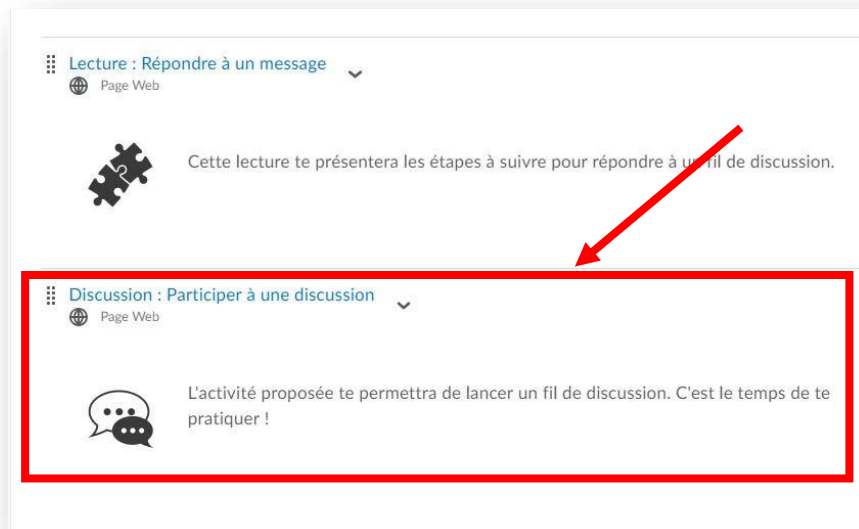 Lecture : Répondre à un message
Page Web
Cette lecture te présentera les étapes à suivre pour répondre à un fil de discussion.
Discussion : Participer à une discussion
Page Web
L'activité proposée te permettra de lancer un fil de discussion. C'est le temps de te
pratiquer !